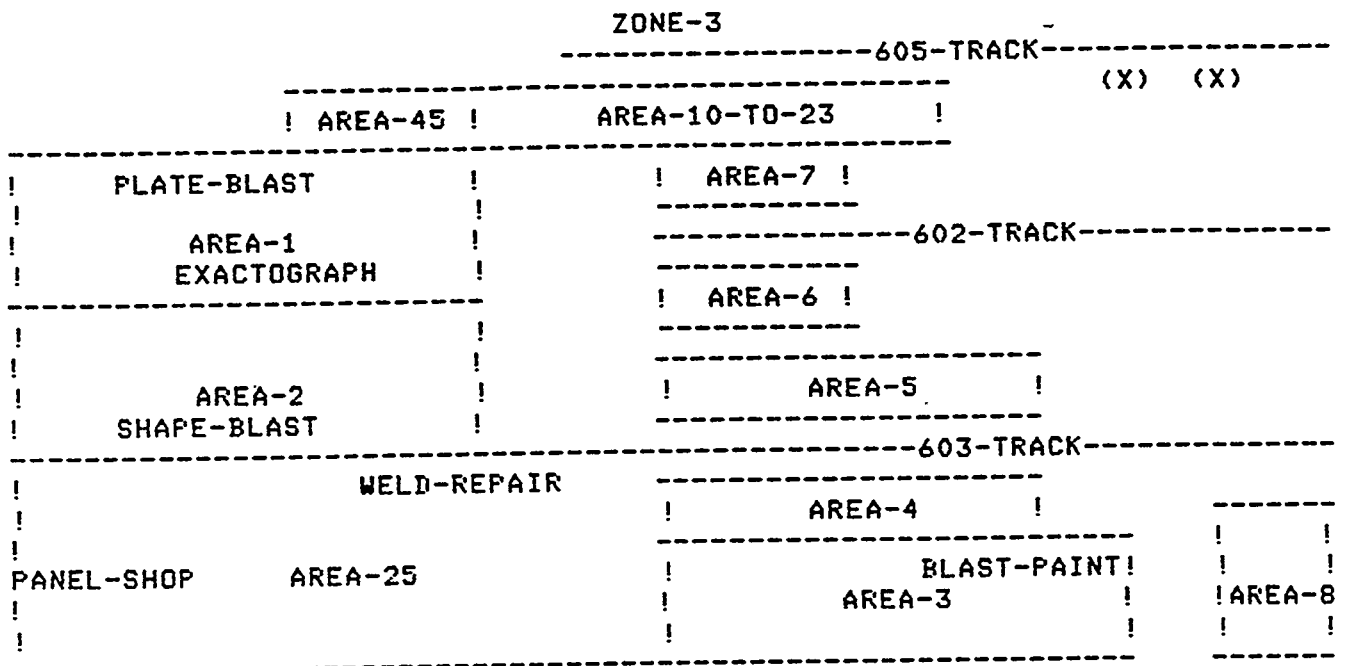 ZONE-3
605-TRACK
(X) (X)
! AREA-45 ! AREA-10-TO-23 !
! PLATE-BLAST ! ! AREA-7 !
! !
! AREA-1 ! 602-TRACK
! EXACTOGRAPH !
! AREA-6 !
! !
! !
! AREA-2 ! ! AREA-5 !
! SHAPE-BLAST !
603-TRACK
! WELD-REPAIR
! ! AREA-4 !
! ! !
PANEL-SHOP AREA-25 ! BLAST-PAINT! ! !
! ! AREA-3 ! !AREA-8
! ! ! ! !